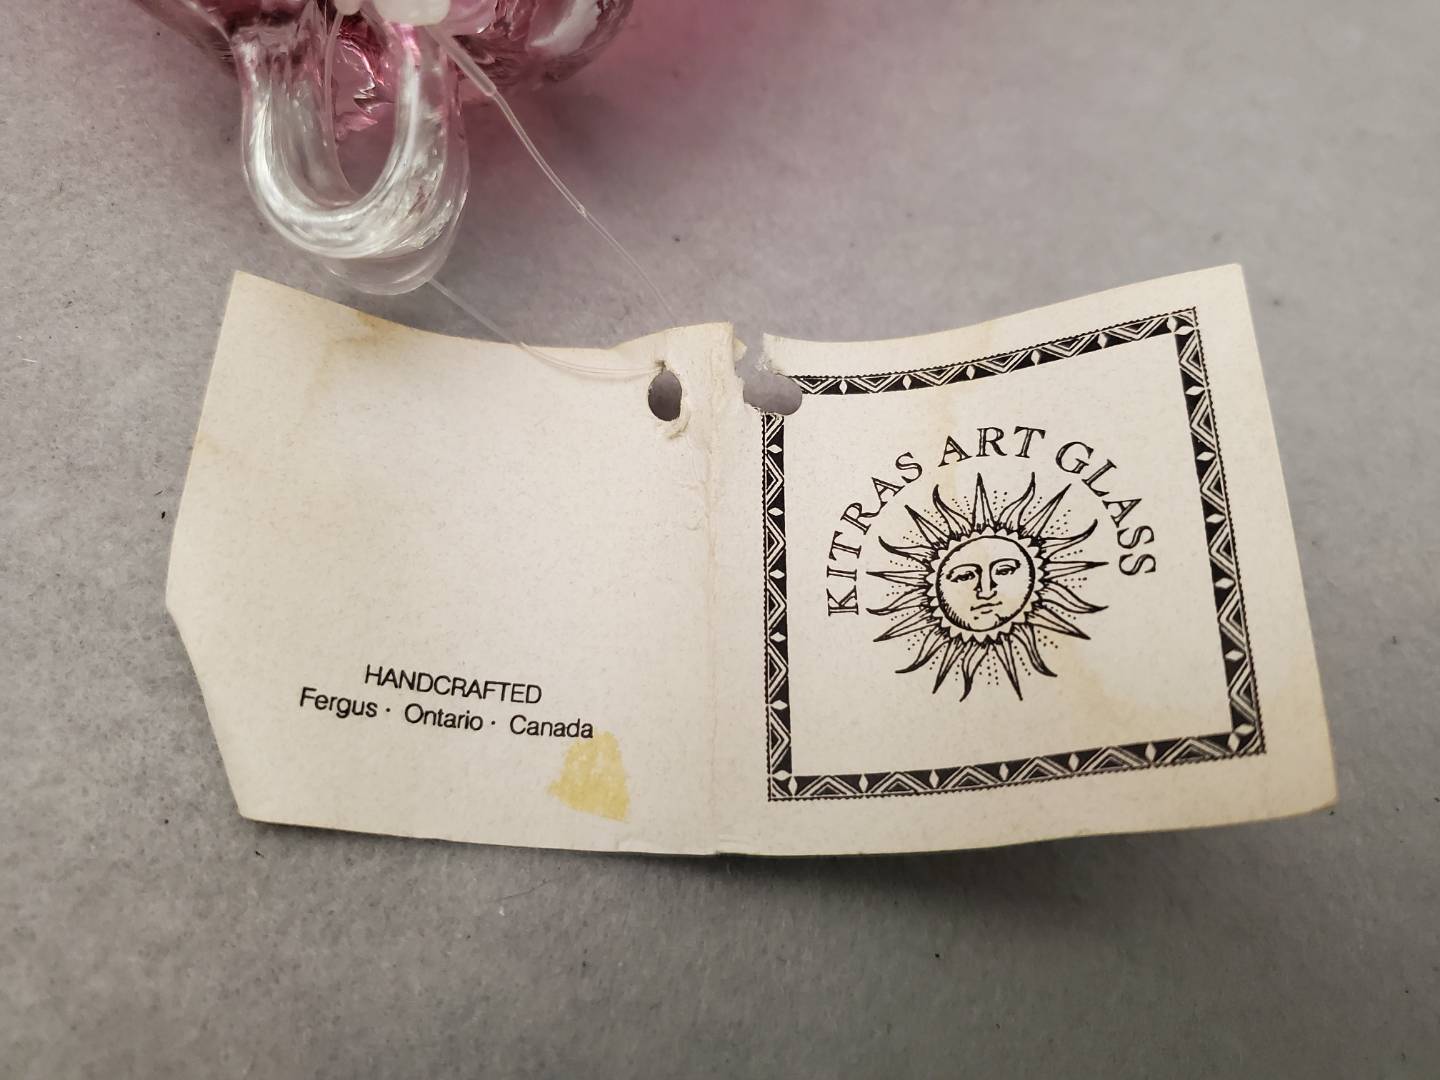 HANDCRAFTED
Fergus · Ontario · Canada
KITRAS ART GLASS